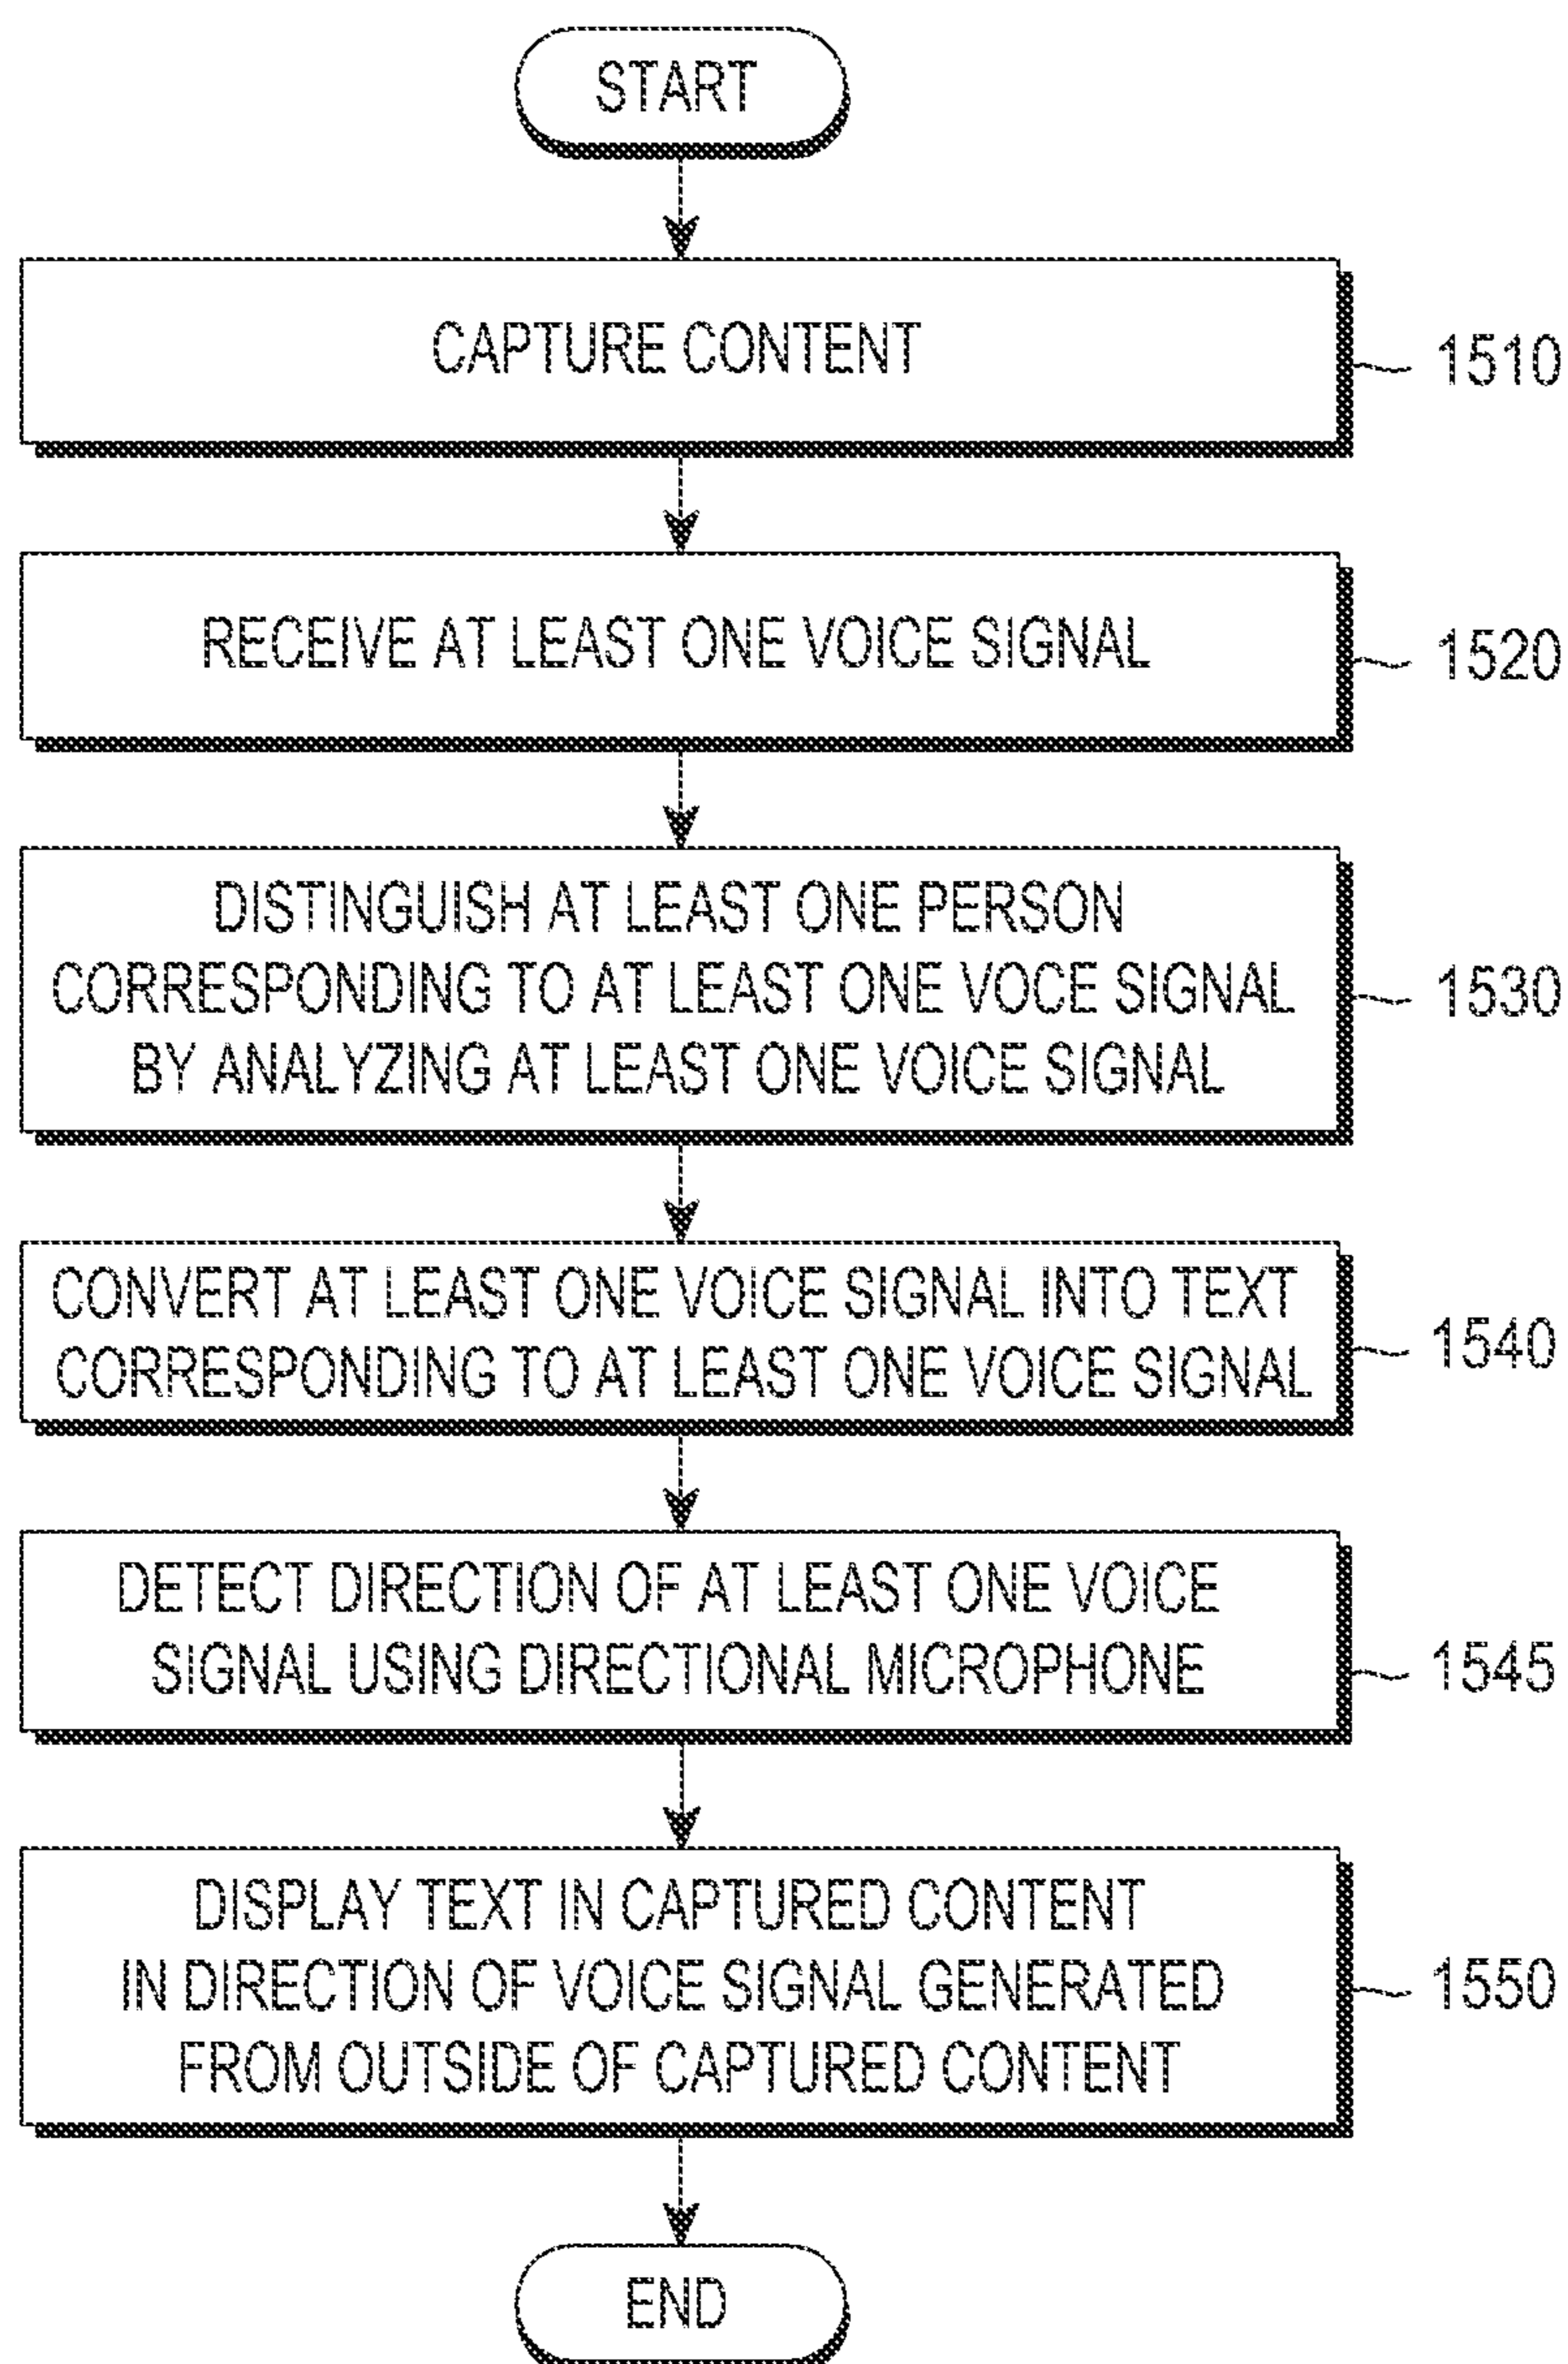 START
CAPTURE CONTENT
1510
RECEIVE AT LEAST ONE VOICE SIGNAL
1520
DISTINGUISH AT LEAST ONE PERSON
CORRESPONDING TO AT LEAST ONE VOCE SIGNAL
BY ANALYZING AT LEAST ONE VOICE SIGNAL
1530
CONVERT AT LEAST ONE VOICE SIGNAL INTO TEXT
CORRESPONDING TO AT LEAST ONE VOICE SIGNAL
1540
DETECT DIRECTION OF AT LEAST ONE VOICE
SIGNAL USING DIRECTIONAL MICROPHONE
1545
DISPLAY TEXT IN CAPTURED CONTENT
IN DIRECTION OF VOICE SIGNAL GENERATED
FROM OUTSIDE OF CAPTURED CONTENT
1550
END